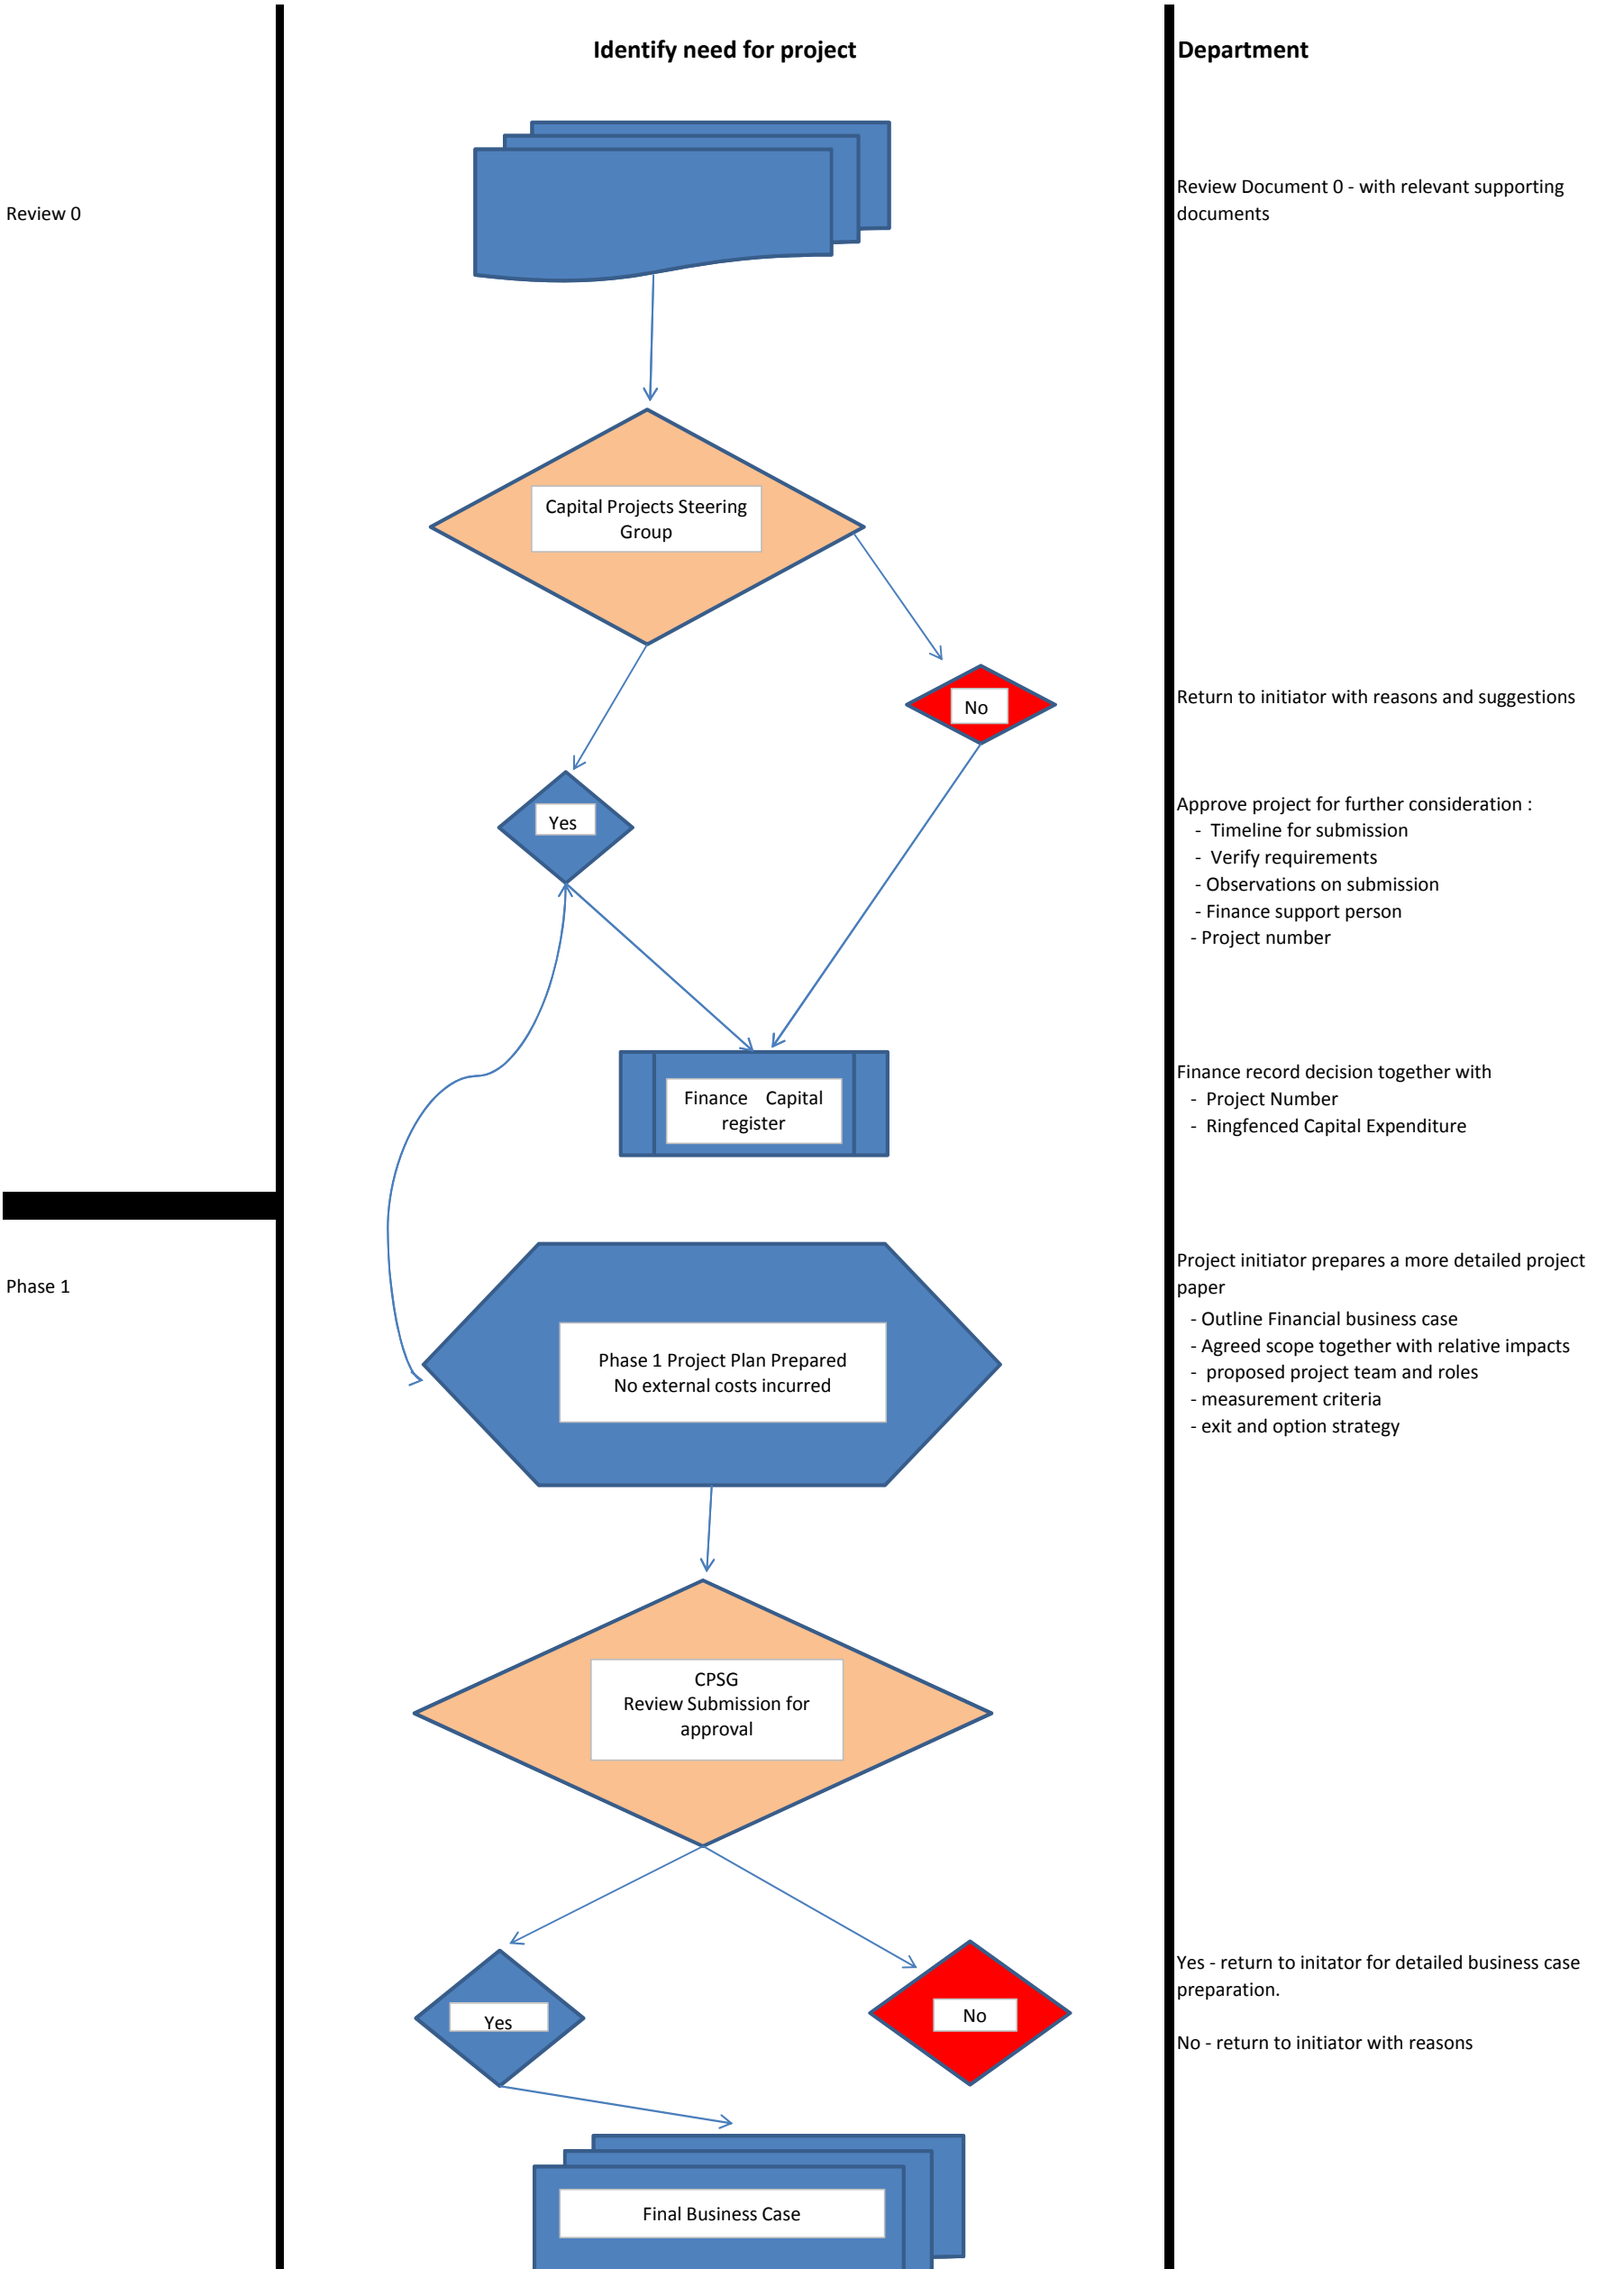 Identify need for project
Department
Review 0
Review Document 0 - with relevant supporting
documents
Capital Projects Steering
Group
No
Return to initiator with reasons and suggestions
Yes
Approve project for further consideration :
- Timeline for submission
- Verify requirements
- Observations on submission
- Finance support person
- Project number
Finance Capital
register
Finance record decision together with
- Project Number
- Ringfenced Capital Expenditure
Phase 1
Phase 1 Project Plan Prepared
No external costs incurred
Project initiator prepares a more detailed project
paper
- Outline Financial business case
- Agreed scope together with relative impacts
- proposed project team and roles
- measurement criteria
- exit and option strategy
CPSG
Review Submission for
approval
Yes
No
Yes - return to initator for detailed business case
preparation.
No - return to initiator with reasons
Final Business Case